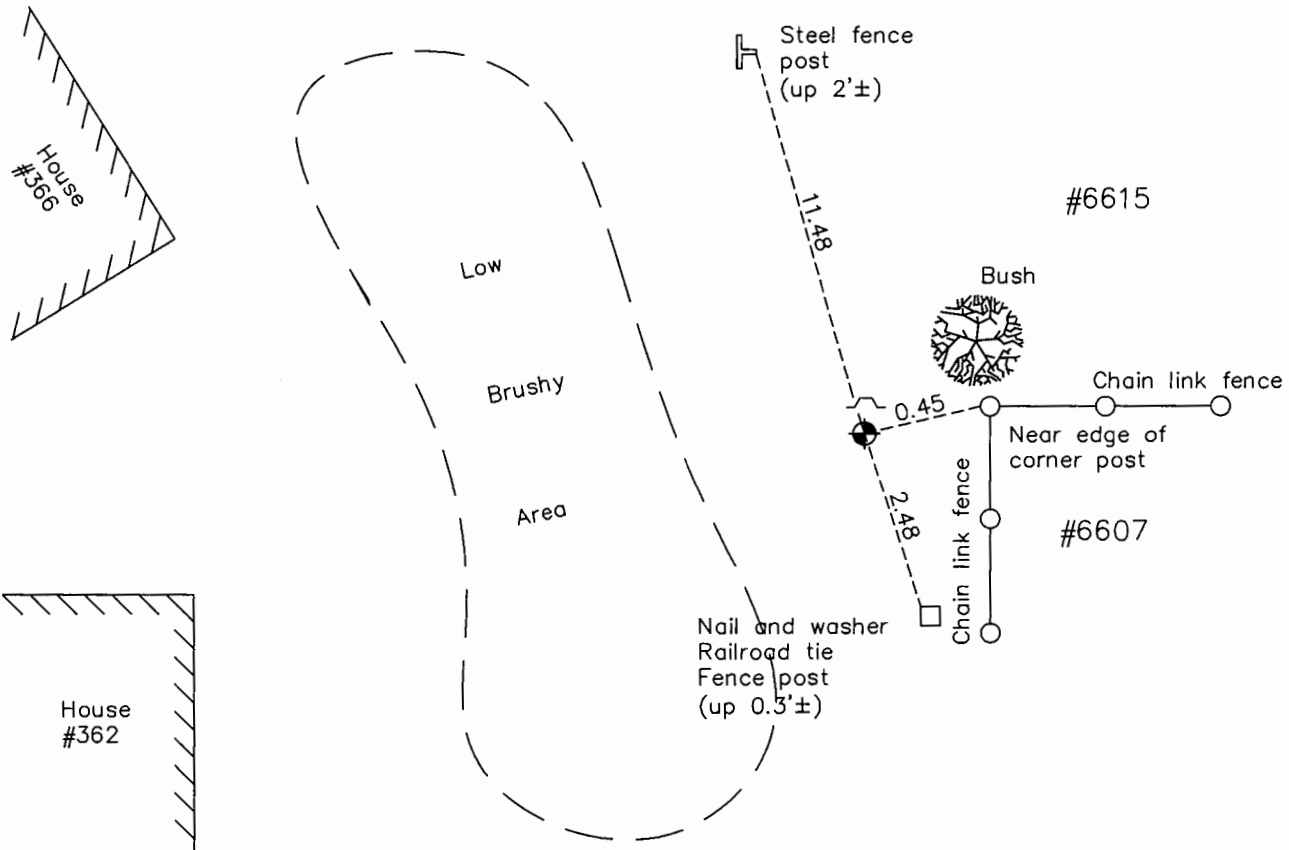 Steel fence
post
(up 2'±)
House
#366
11.48
#6615
Low
Bush
Brushy
Chain link fence
0.45
Near edge of
corner post
Area
2.48
Chain link fence
#6607
Nail and washer
Railroad tie
Fence post
(up 0.3'±)
House
#362